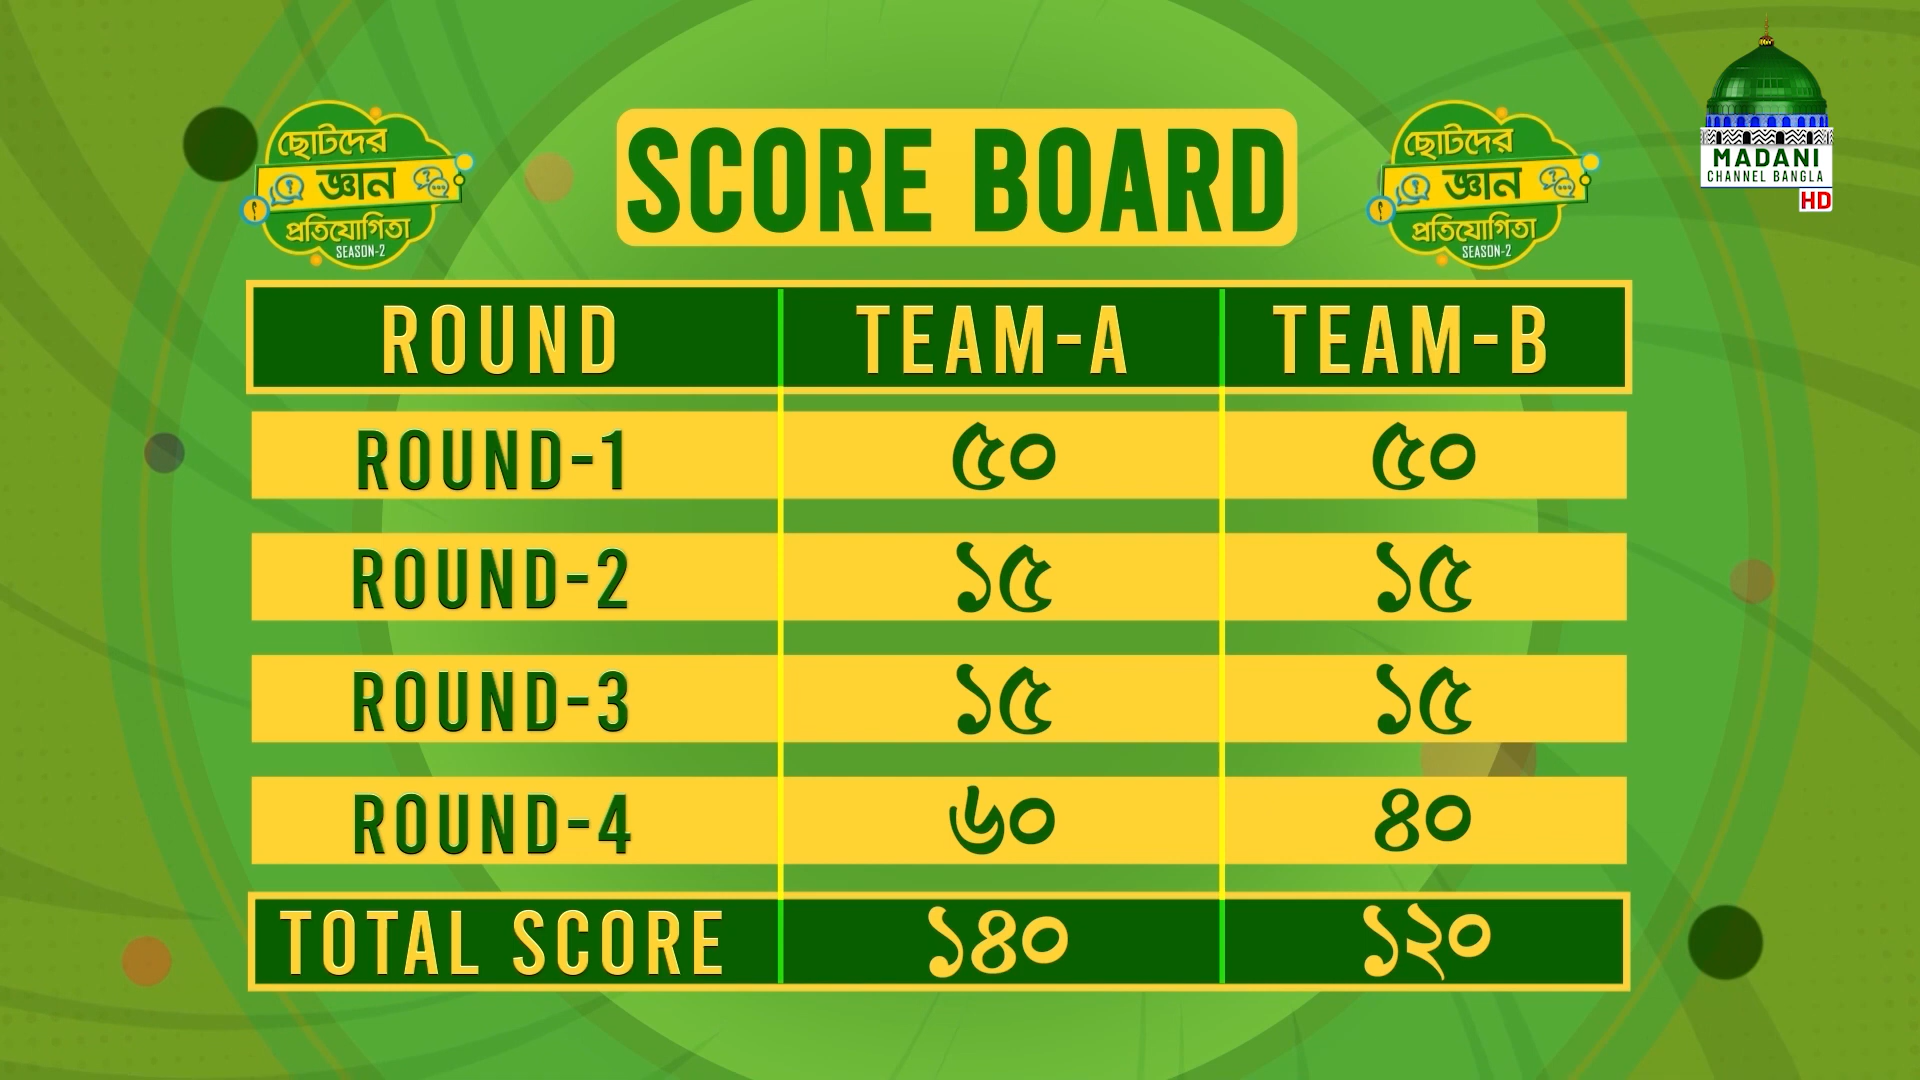 SCORE BOARD
ছোটদের
জ্ঞান
প্রতিযোগিতা
SEASON-2
ছোটদের
জ্ঞান
প্রতিযোগিতা
SEASON-2
MADANI
CHANNEL BANGLA
HD
ROUND TEAM-A TEAM-B
ROUND-1 ৫০ ৫০
ROUND-2 ১৫ ১৫
ROUND-3 ১৫ ১৫
ROUND-4 ৬০ ৪০
TOTAL SCORE ১৪০ ১২০